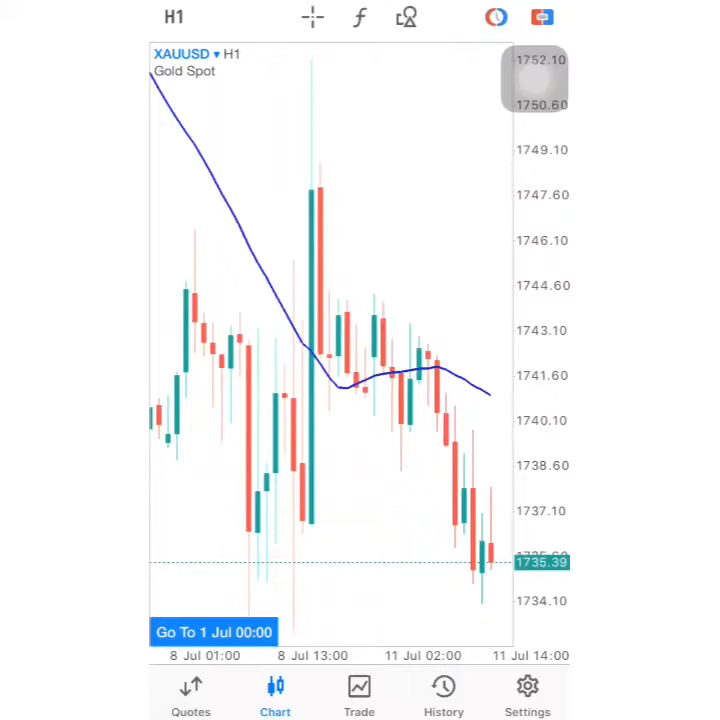 H1
XAUUSD ▾ H1
Gold Spot
1752.10
1750.60
1749.10
1747.60
1746.10
1744.60
1743.10
1741.60
1740.10
1738.60
1737.10
1735.39
1734.10
Go To 1 Jul 00:00
8 Jul 01:00 8 Jul 13:00 11 Jul 02:00 11 Jul 14:00
Quotes Chart Trade History Settings